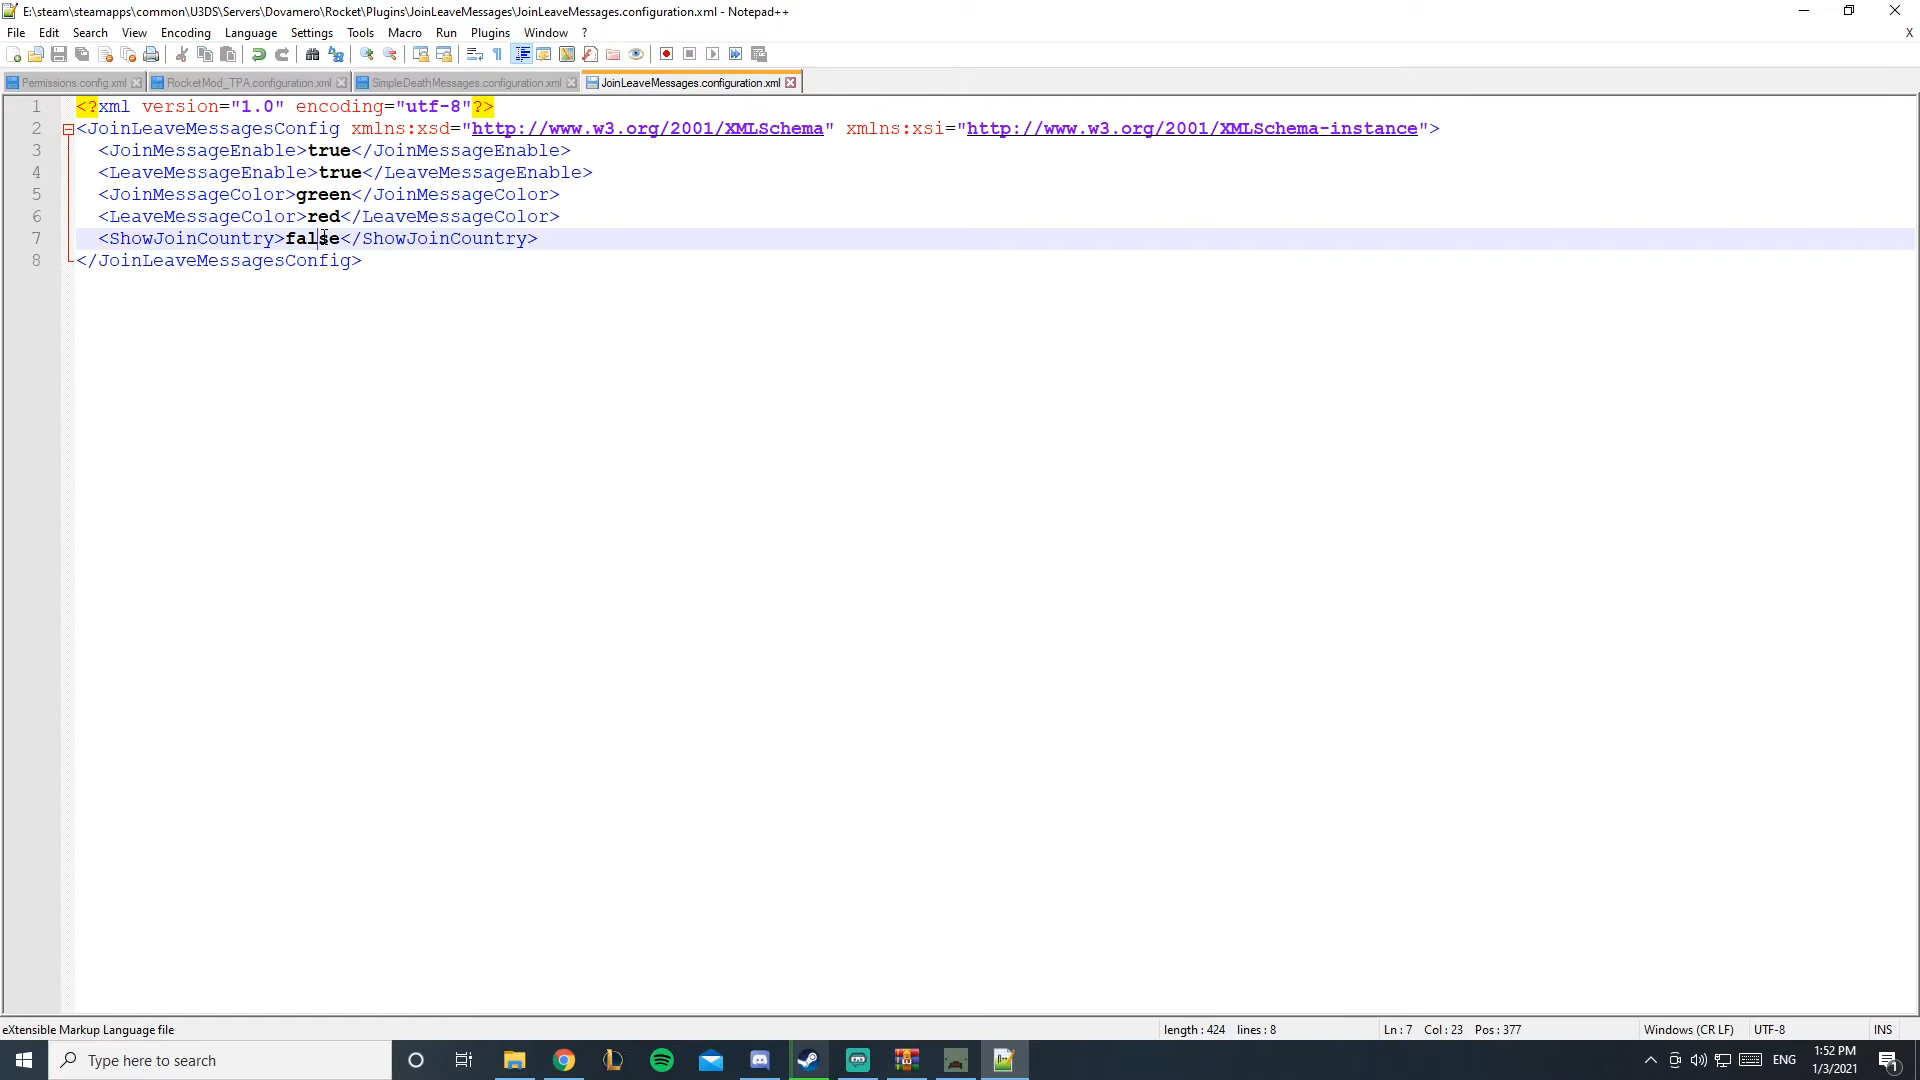 E:\steam\steamapps\common\U3DS\Servers\Dovamero\Rocket\Plugins\JoinLeaveMessages\JoinLeaveMessages.configuration.xml - Notepad++
File Edit Search View Encoding Language Settings Tools Macro Run Plugins Window ? X
Permissions.config.xml RocketMod_TPA.configuration.xml SimpleDeathMessages.configuration.xml JoinLeaveMessages.configuration.xml
1 <?xml version="1.0" encoding="utf-8"?>
2 <JoinLeaveMessagesConfig xmlns:xsd="http://www.w3.org/2001/XMLSchema" xmlns:xsi="http://www.w3.org/2001/XMLSchema-instance">
3 <JoinMessageEnable>true</JoinMessageEnable>
4 <LeaveMessageEnable>true</LeaveMessageEnable>
5 <JoinMessageColor>green</JoinMessageColor>
6 <LeaveMessageColor>red</LeaveMessageColor>
7 <ShowJoinCountry>false</ShowJoinCountry>
8 </JoinLeaveMessagesConfig>
eXtensible Markup Language file length : 424 lines : 8 Ln : 7 Col : 23 Pos : 377 Windows (CR LF) UTF-8 INS
Type here to search ENG 1:52 PM
1/3/2021 1